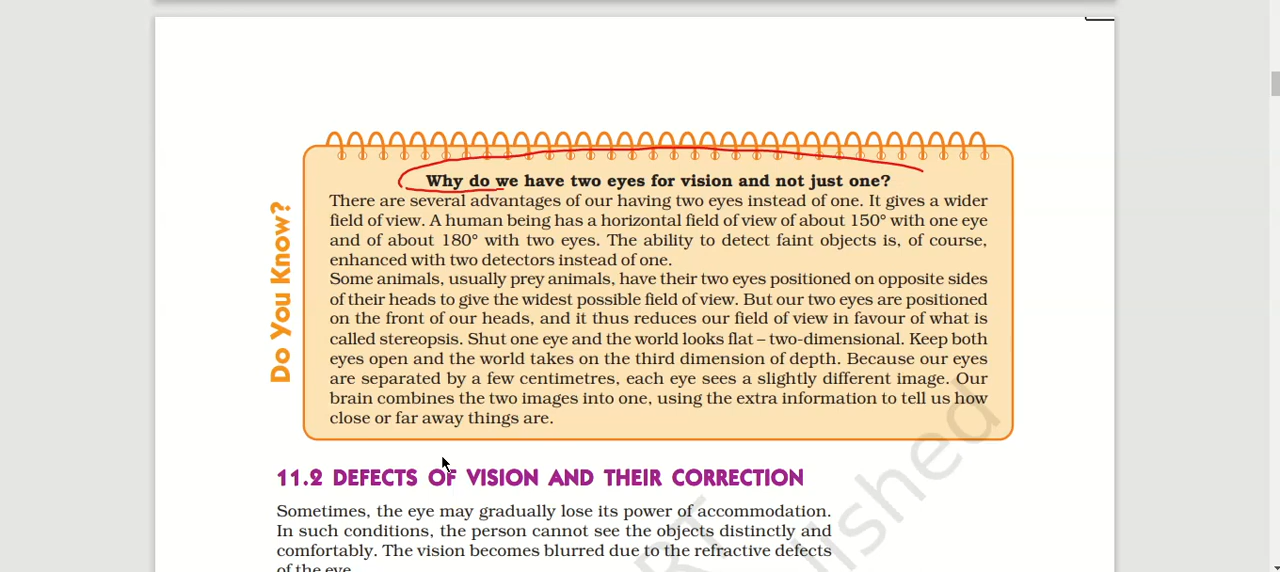 Do You Know?
Why do we have two eyes for vision and not just one?
There are several advantages of our having two eyes instead of one. It gives a wider
field of view. A human being has a horizontal field of view of about 150° with one eye
and of about 180° with two eyes. The ability to detect faint objects is, of course,
enhanced with two detectors instead of one.
Some animals, usually prey animals, have their two eyes positioned on opposite sides
of their heads to give the widest possible field of view. But our two eyes are positioned
on the front of our heads, and it thus reduces our field of view in favour of what is
called stereopsis. Shut one eye and the world looks flat – two-dimensional. Keep both
eyes open and the world takes on the third dimension of depth. Because our eyes
are separated by a few centimetres, each eye sees a slightly different image. Our
brain combines the two images into one, using the extra information to tell us how
close or far away things are.
11.2 DEFECTS OF VISION AND THEIR CORRECTION
Sometimes, the eye may gradually lose its power of accommodation.
In such conditions, the person cannot see the objects distinctly and
comfortably. The vision becomes blurred due to the refractive defects
of the eye.